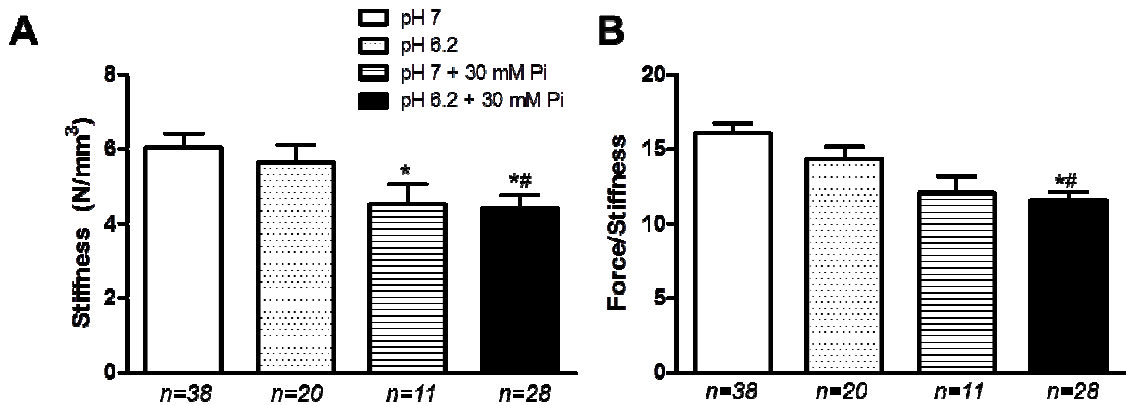 A
pH 7
pH 6.2
pH 7 + 30 mM Pi
pH 6.2 + 30 mM Pi
Stiffness (N/mm³)
8
6
4
2
0
*
*#
n=38 n=20 n=11 n=28
B
Force/Stiffness
20
15
10
5
0
*#
n=38 n=20 n=11 n=28